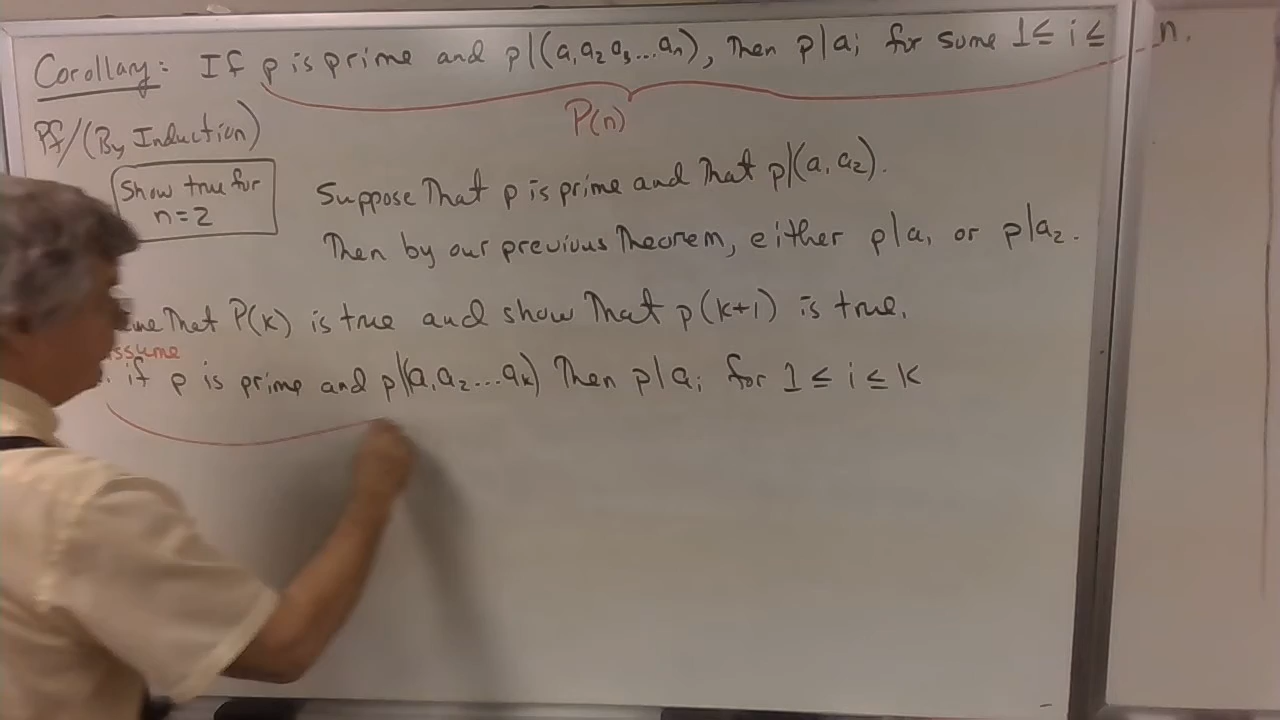 Corollary: If p is prime and p|(a₁a₂a₃...aₙ), Then p|aᵢ for some 1≤ i ≤ n.
P(n)
Pf/(By Induction)
Show true for
n=2
Suppose That p is prime and That p|(a₁a₂).
Then by our previous Theorem, either p|a₁ or p|a₂.
That P(k) is true and show That p(k+1) is true.
if p is prime and p|(a₁a₂...aₖ) Then p|aᵢ for 1 ≤ i ≤ k